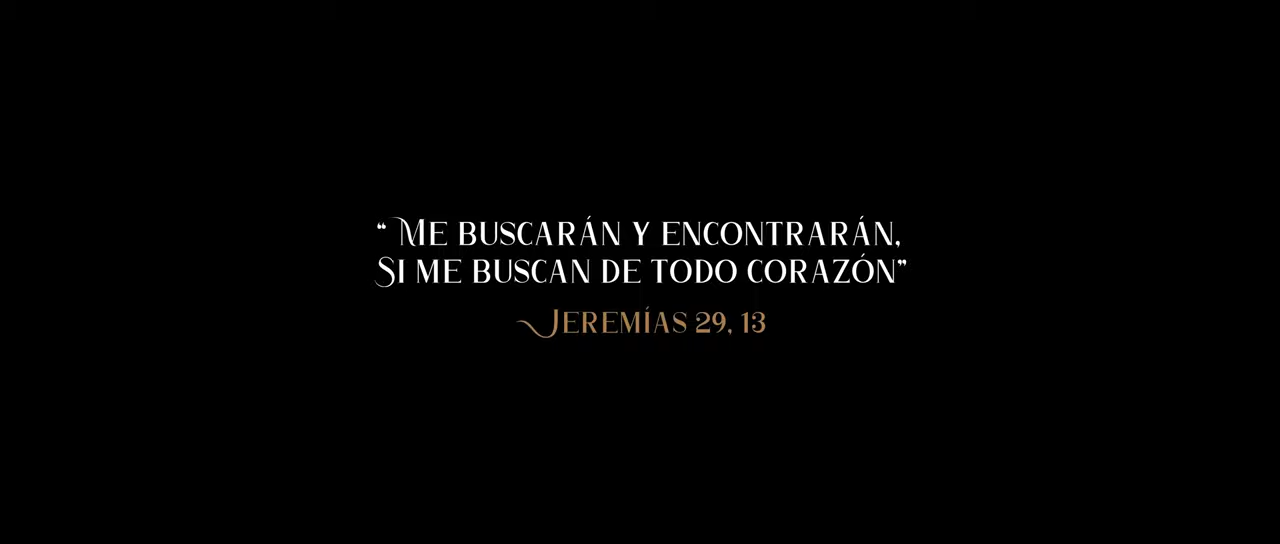 “ Me buscarán y encontrarán,
Si me buscan de todo corazón”
Jeremías 29, 13